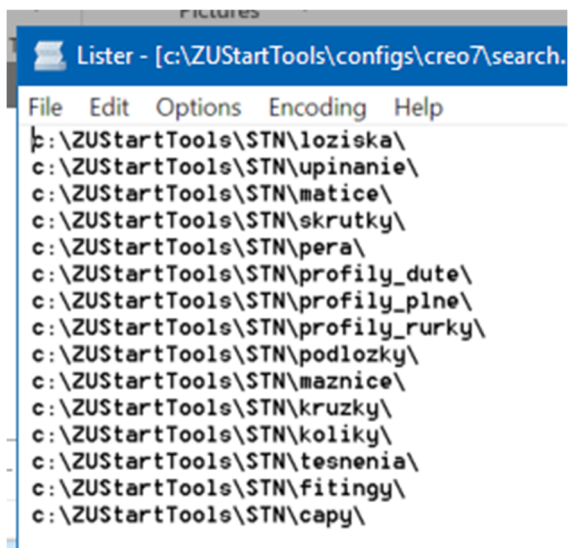 Pictures
Lister - [c:\ZUStartTools\configs\creo7\search.
File Edit Options Encoding Help
c:\ZUStartTools\STN\loziska\
c:\ZUStartTools\STN\upinanie\
c:\ZUStartTools\STN\matice\
c:\ZUStartTools\STN\skrutky\
c:\ZUStartTools\STN\pera\
c:\ZUStartTools\STN\profily_dute\
c:\ZUStartTools\STN\profily_plne\
c:\ZUStartTools\STN\profily_rurky\
c:\ZUStartTools\STN\podlozky\
c:\ZUStartTools\STN\maznice\
c:\ZUStartTools\STN\kruzky\
c:\ZUStartTools\STN\koliky\
c:\ZUStartTools\STN\tesnenia\
c:\ZUStartTools\STN\fitingy\
c:\ZUStartTools\STN\capy\